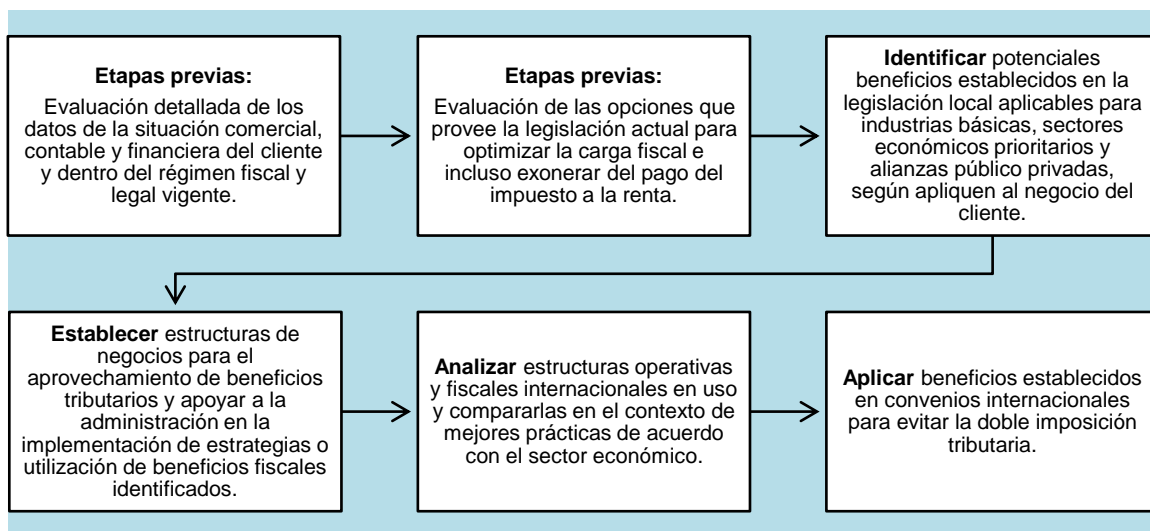 Etapas previas:
Evaluación detallada de los
datos de la situación comercial,
contable y financiera del cliente
y dentro del régimen fiscal y
legal vigente.
Etapas previas:
Evaluación de las opciones que
provee la legislación actual para
optimizar la carga fiscal e
incluso exonerar del pago del
impuesto a la renta.
Identificar potenciales
beneficios establecidos en la
legislación local aplicables para
industrias básicas, sectores
económicos prioritarios y
alianzas público privadas,
según apliquen al negocio del
cliente.
Establecer estructuras de
negocios para el
aprovechamiento de beneficios
tributarios y apoyar a la
administración en la
implementación de estrategias o
utilización de beneficios fiscales
identificados.
Analizar estructuras operativas
y fiscales internacionales en uso
y compararlas en el contexto de
mejores prácticas de acuerdo
con el sector económico.
Aplicar beneficios establecidos
en convenios internacionales
para evitar la doble imposición
tributaria.